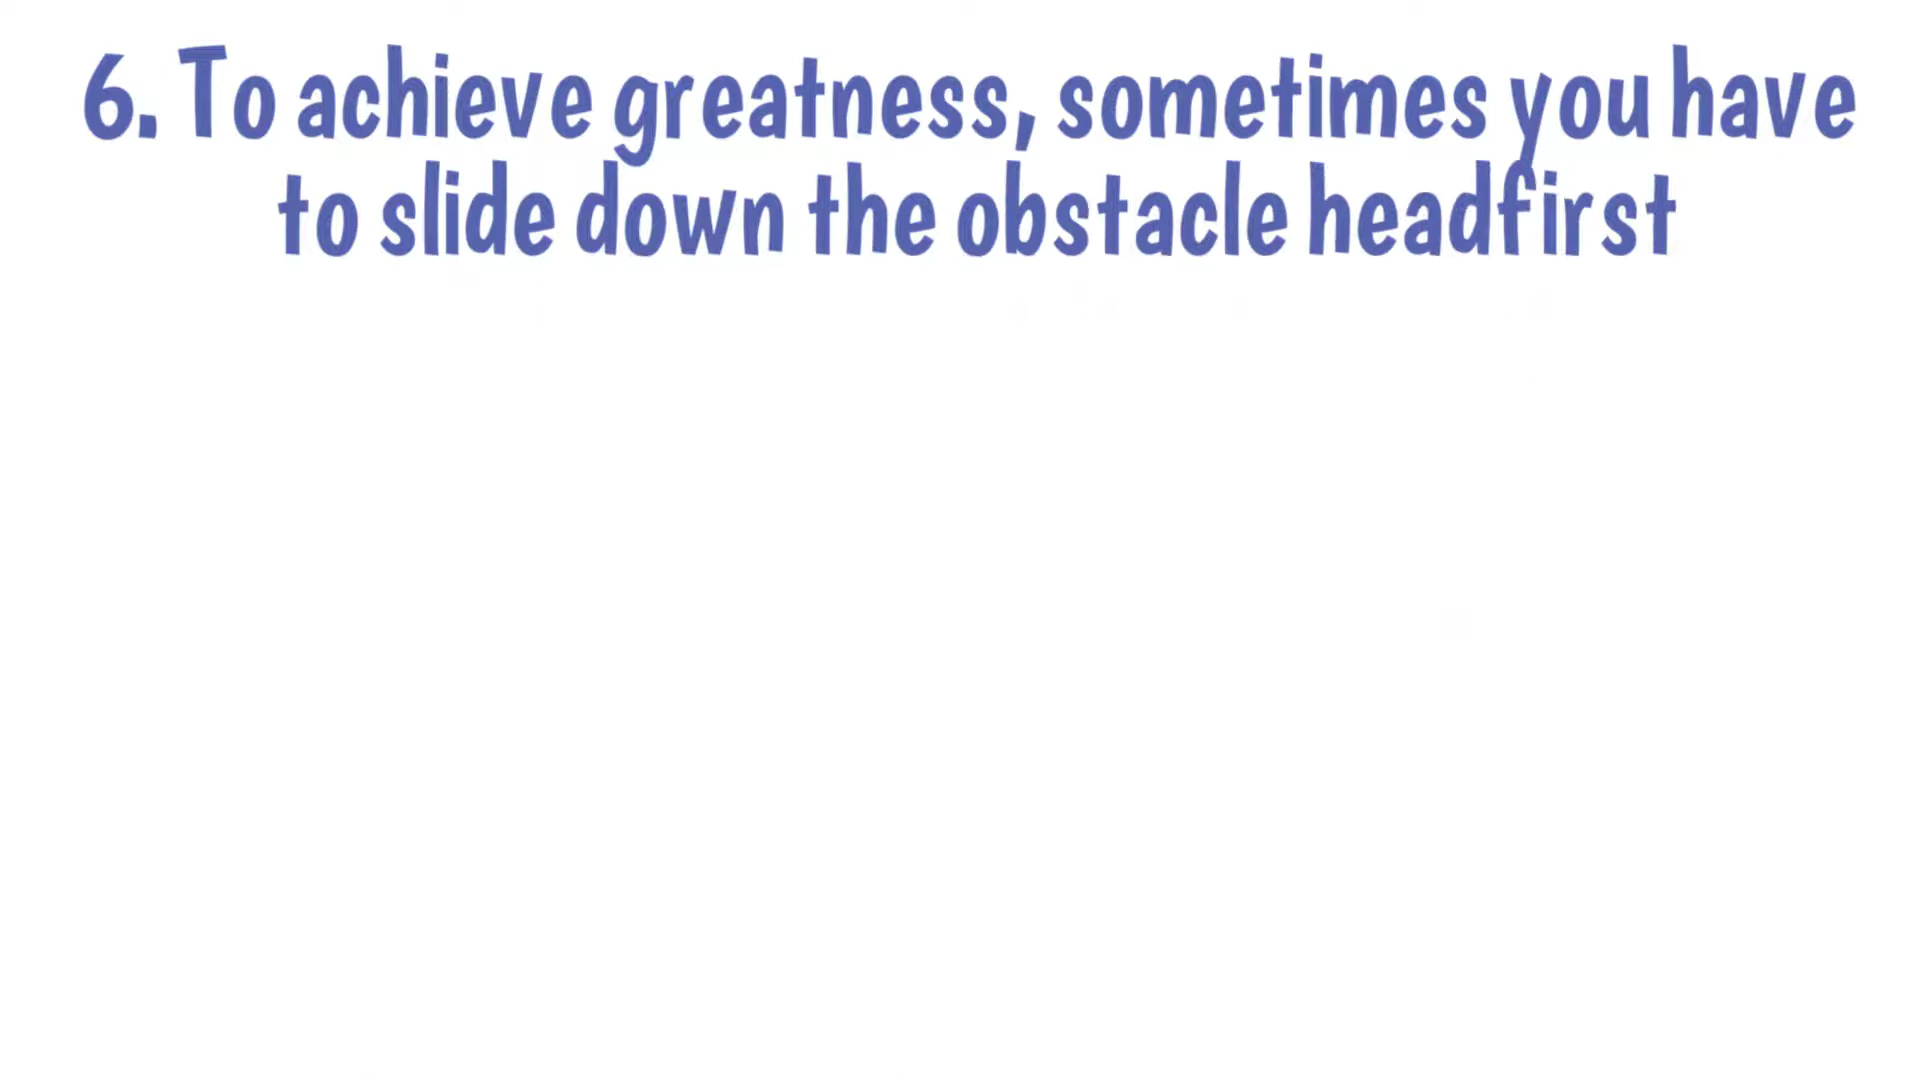 6. To achieve greatness, sometimes you have
to slide down the obstacle headfirst